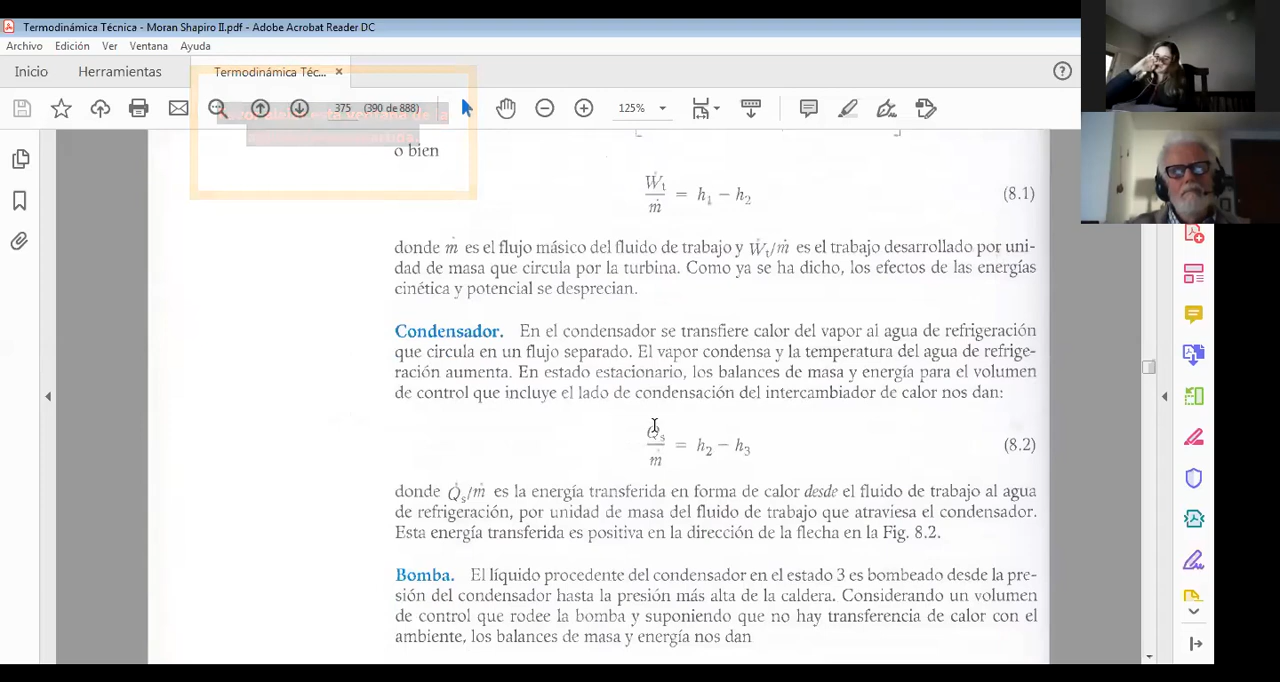 Termodinámica Técnica - Moran Shapiro II.pdf - Adobe Acrobat Reader DC
Archivo Edición Ver Ventana Ayuda
Inicio Herramientas Termodinámica Téc... ×
375 (390 de 888) 125%
ventana de la
o bien
Ẇt/ṁ = h1 − h2 (8.1)
donde ṁ es el flujo másico del fluido de trabajo y Ẇt/ṁ es el trabajo desarrollado por uni-
dad de masa que circula por la turbina. Como ya se ha dicho, los efectos de las energías
cinética y potencial se desprecian.
Condensador. En el condensador se transfiere calor del vapor al agua de refrigeración
que circula en un flujo separado. El vapor condensa y la temperatura del agua de refrige-
ración aumenta. En estado estacionario, los balances de masa y energía para el volumen
de control que incluye el lado de condensación del intercambiador de calor nos dan:
Q̇s/ṁ = h2 − h3 (8.2)
donde Q̇s/ṁ es la energía transferida en forma de calor desde el fluido de trabajo al agua
de refrigeración, por unidad de masa del fluido de trabajo que atraviesa el condensador.
Esta energía transferida es positiva en la dirección de la flecha en la Fig. 8.2.
Bomba. El líquido procedente del condensador en el estado 3 es bombeado desde la pre-
sión del condensador hasta la presión más alta de la caldera. Considerando un volumen
de control que rodee la bomba y suponiendo que no hay transferencia de calor con el
ambiente, los balances de masa y energía nos dan